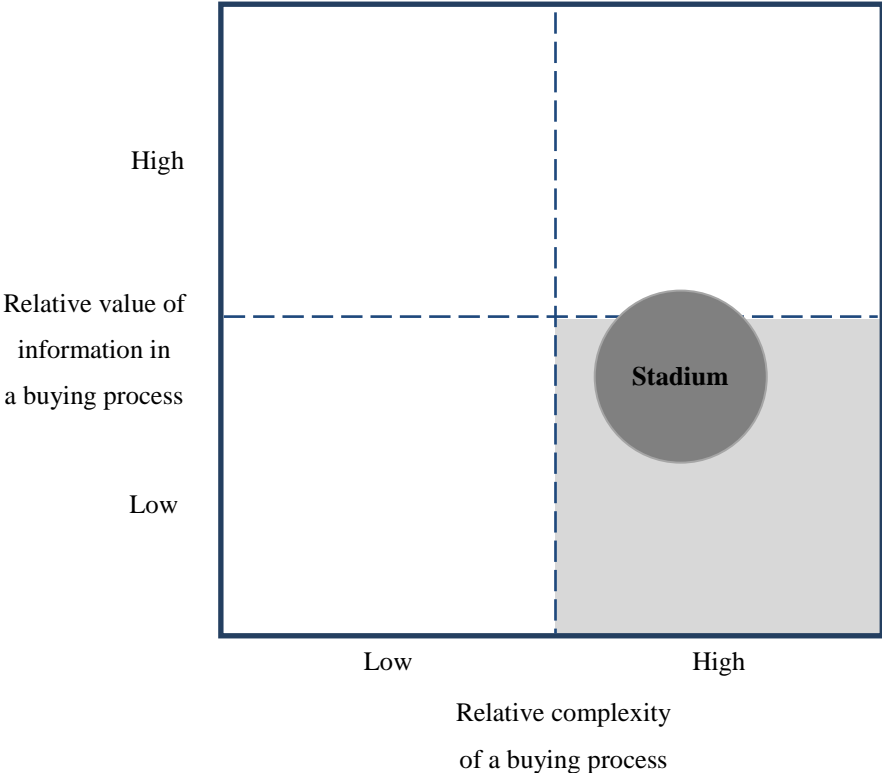 High
Relative value of
information in
a buying process
Stadium
Low
Low
High
Relative complexity
of a buying process